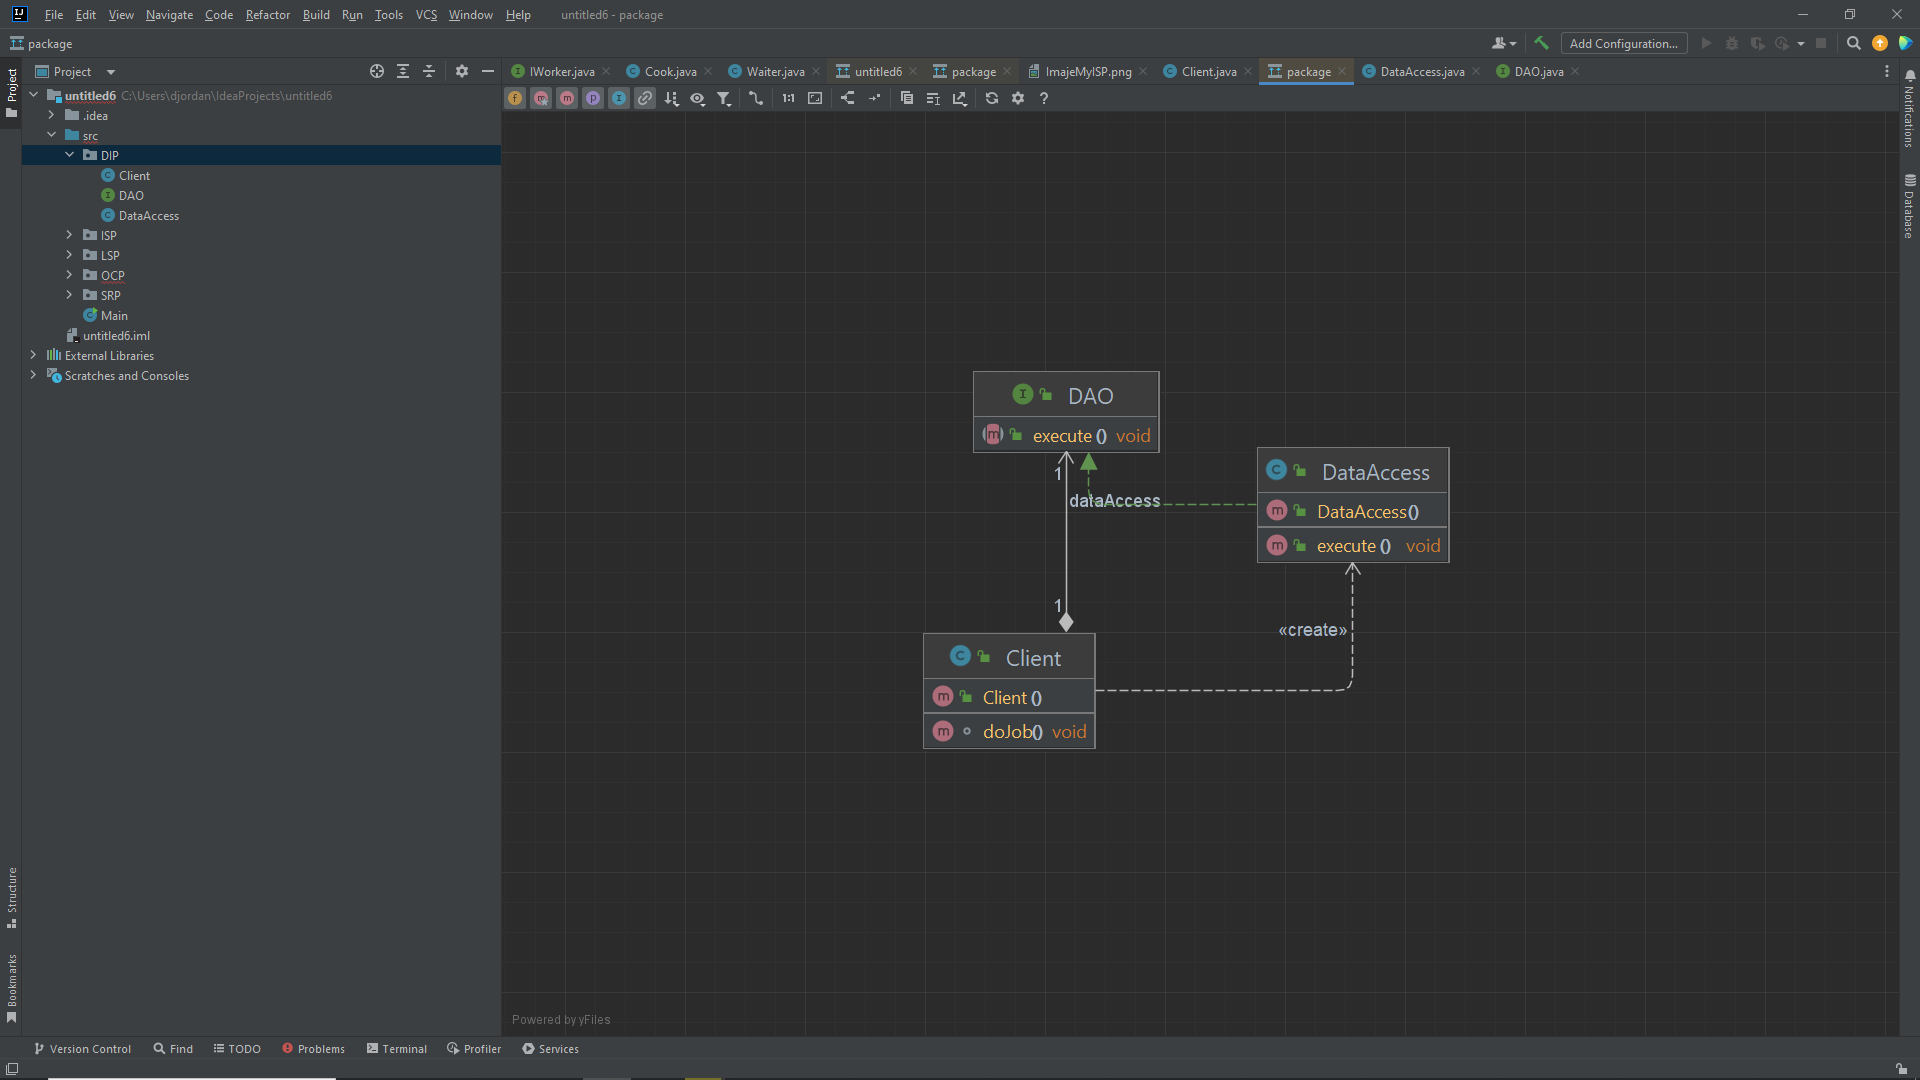 File Edit View Navigate Code Refactor Build Run Tools VCS Window Help untitled6 - package
package
Add Configuration...
Project
IWorker.java Cook.java Waiter.java untitled6 package ImajeMyISP.png Client.java package DataAccess.java DAO.java
1:1 ?
untitled6 C:\Users\djordan\IdeaProjects\untitled6
.idea
src
DIP
Client
DAO
DataAccess
ISP
LSP
OCP
SRP
Main
untitled6.iml
External Libraries
Scratches and Consoles
Project
Structure
Bookmarks
Notifications
Database
DAO
execute () void
1
dataAccess
1
DataAccess
DataAccess()
execute () void
«create»
Client
Client ()
doJob() void
Powered by yFiles
Version Control Find TODO Problems Terminal Profiler Services